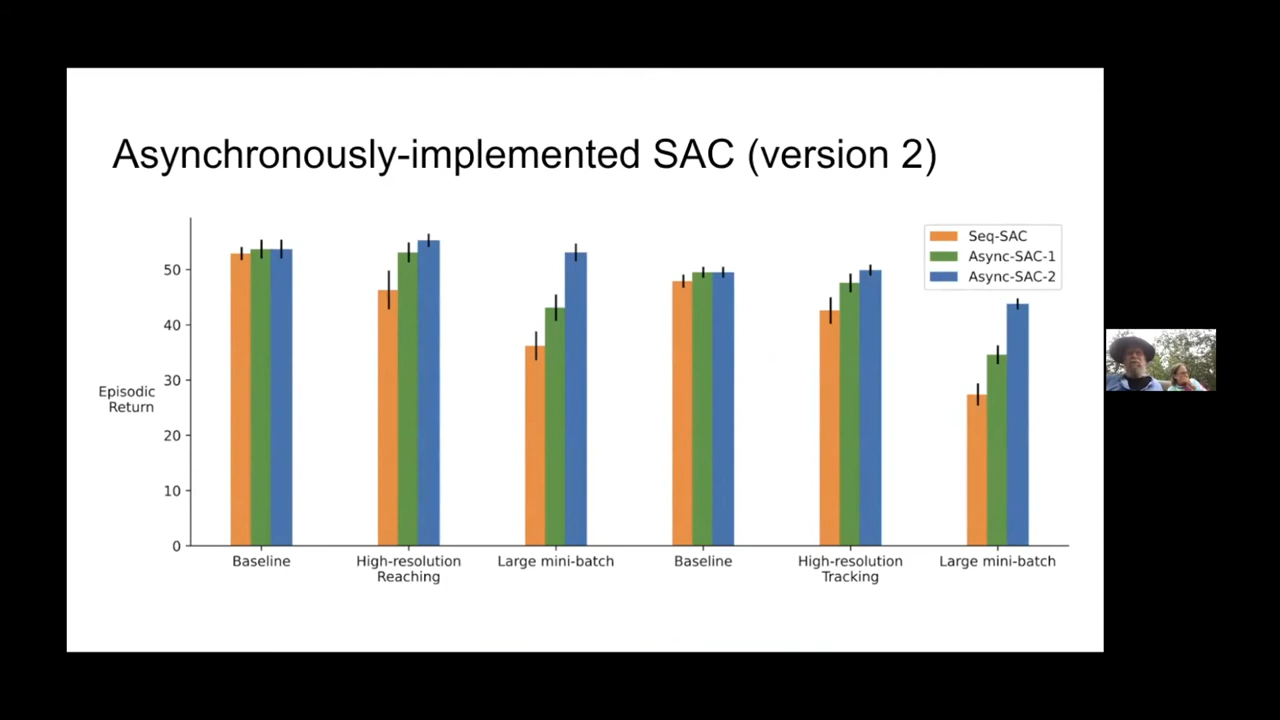 Asynchronously-implemented SAC (version 2)
Seq-SAC
Async-SAC-1
Async-SAC-2
50
40
30
20
10
0
Episodic
Return
Baseline
High-resolution
Reaching
Large mini-batch
Baseline
High-resolution
Tracking
Large mini-batch